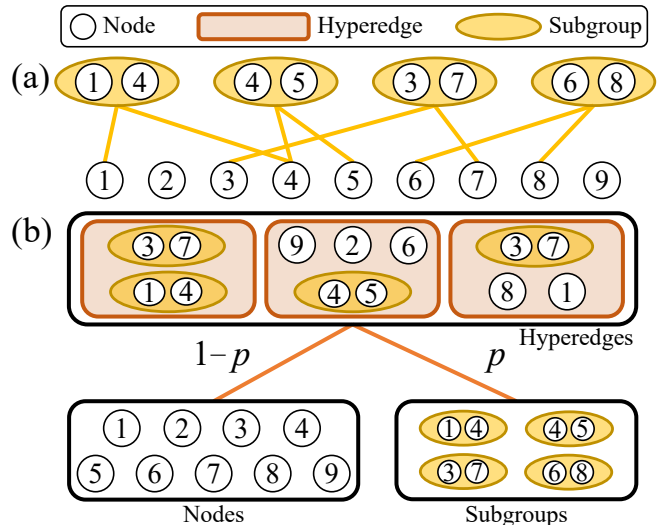 Node Hyperedge Subgroup
(a)
1 4 4 5 3 7 6 8
1 2 3 4 5 6 7 8 9
(b)
3 7 9 2 6 3 7
1 4 4 5 8 1
Hyperedges
1−p p
1 2 3 4 1 4 4 5
5 6 7 8 9 3 7 6 8
Nodes Subgroups